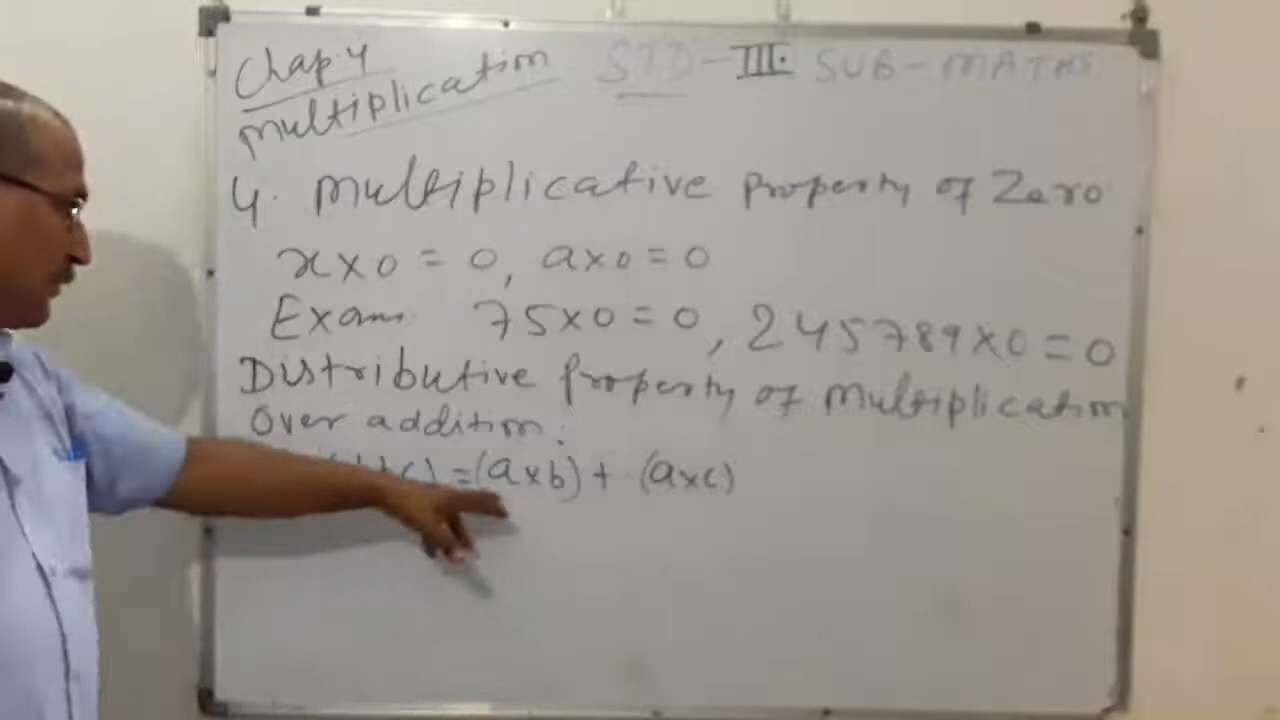 Chap 4
multiplication
STD - III. SUB - MATHS
4. Multiplicative Property of Zero
x x 0 = 0, a x 0 = 0
Exam. 75 x 0 = 0, 245789 x 0 = 0
Distributive Property of Multiplication
Over addition:
c) = (a x b) + (a x c)